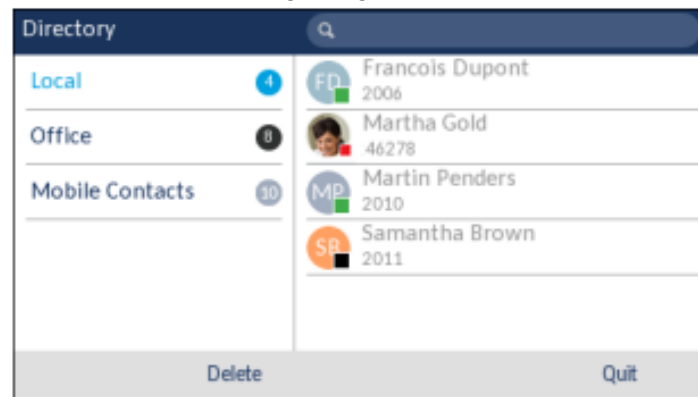 Directory
Local 4
Office 8
Mobile Contacts 10
FD Francois Dupont
2006
Martha Gold
46278
MP Martin Penders
2010
SB Samantha Brown
2011
Delete Quit